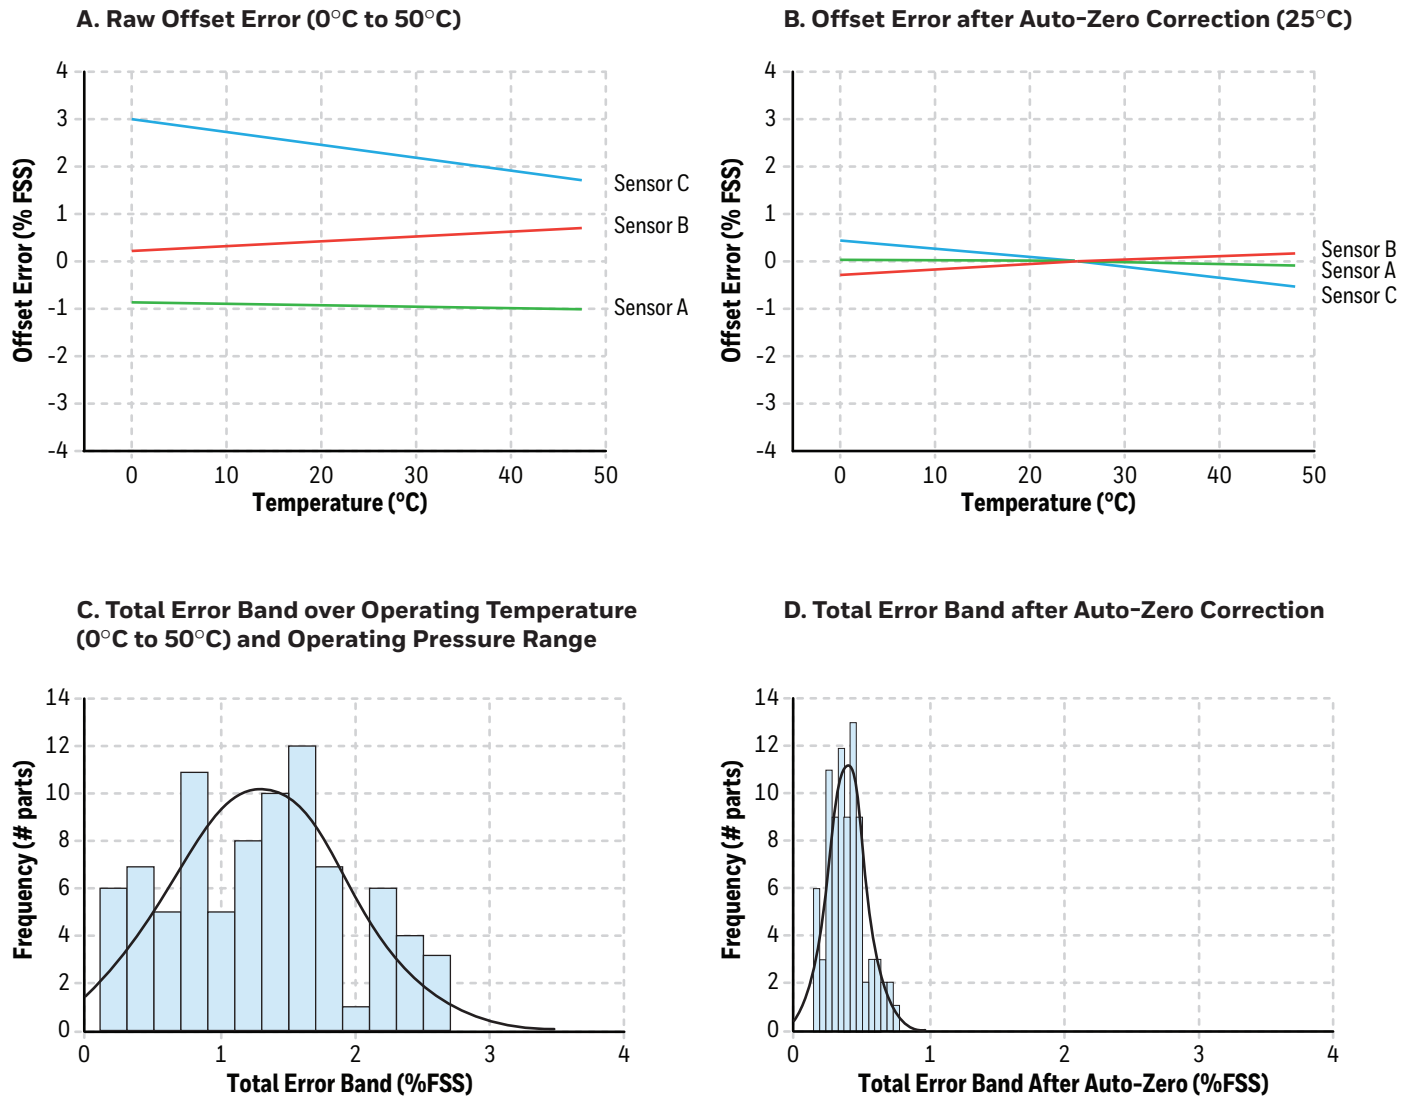 A. Raw Offset Error (0°C to 50°C)
4
3
2
1
0
-1
-2
-3
-4
Offset Error (% FSS)
Sensor C
Sensor B
Sensor A
0 10 20 30 40 50
Temperature (ºC)
B. Offset Error after Auto-Zero Correction (25°C)
4
3
2
1
0
-1
-2
-3
-4
Offset Error (% FSS)
Sensor B
Sensor A
Sensor C
0 10 20 30 40 50
Temperature (ºC)
C. Total Error Band over Operating Temperature
(0°C to 50°C) and Operating Pressure Range
14
12
10
8
6
4
2
0
Frequency (# parts)
0 1 2 3 4
Total Error Band (%FSS)
D. Total Error Band after Auto-Zero Correction
14
12
10
8
6
4
2
0
Frequency (# parts)
0 1 2 3 4
Total Error Band After Auto-Zero (%FSS)